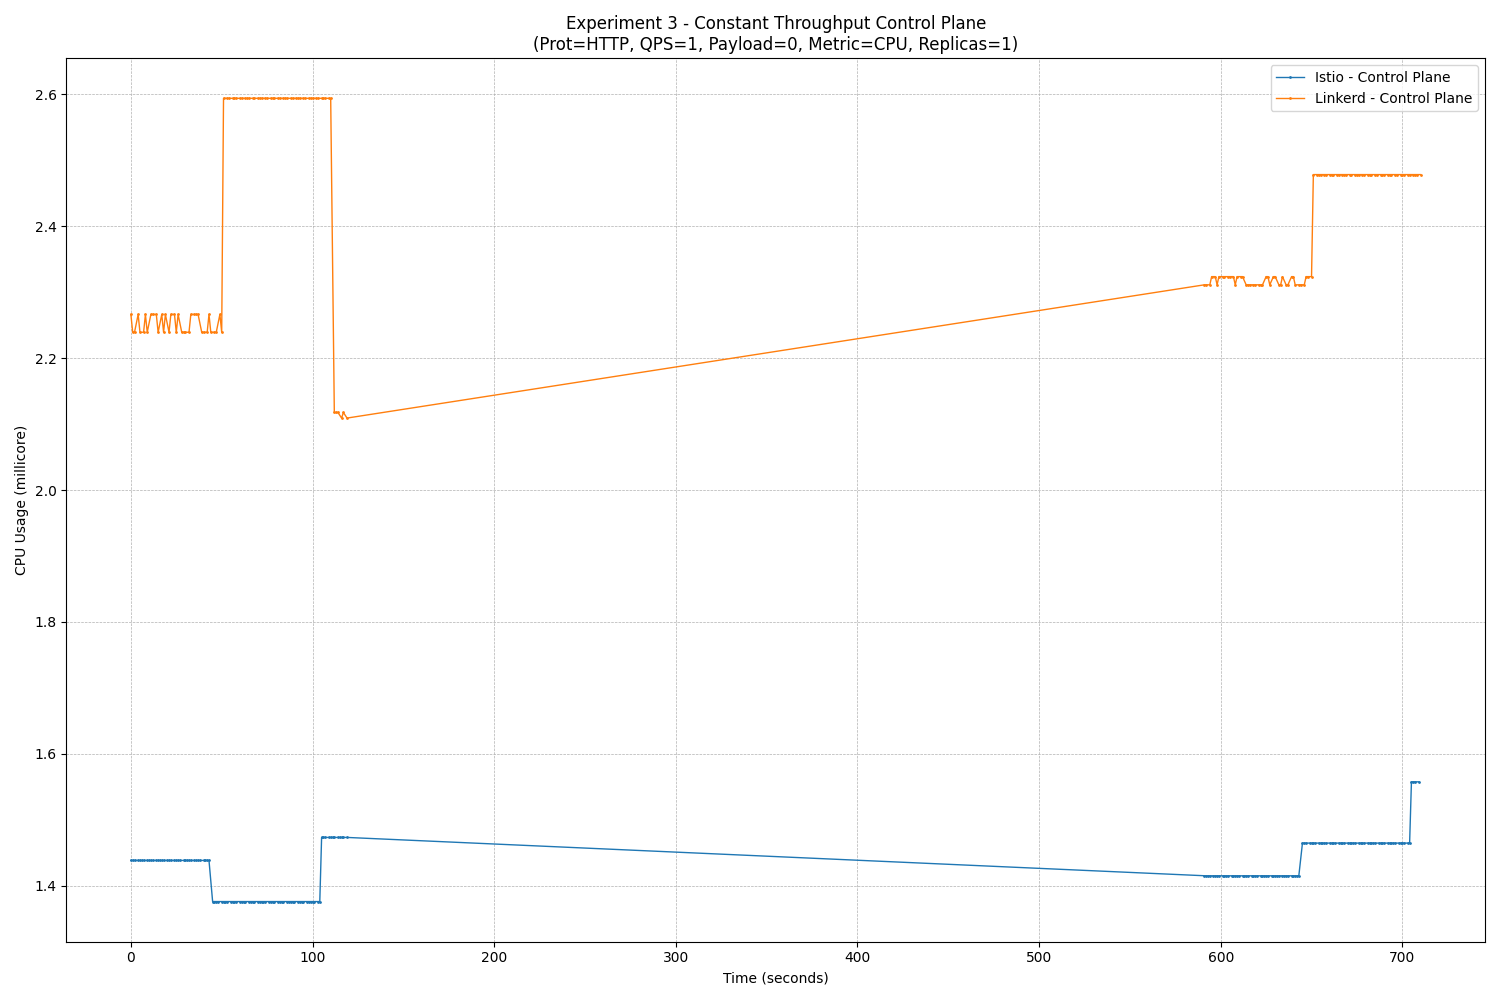 Experiment 3 - Constant Throughput Control Plane
(Prot=HTTP, QPS=1, Payload=0, Metric=CPU, Replicas=1)
Istio - Control Plane
Linkerd - Control Plane
CPU Usage (millicore)
2.6
2.4
2.2
2.0
1.8
1.6
1.4
0 100 200 300 400 500 600 700
Time (seconds)